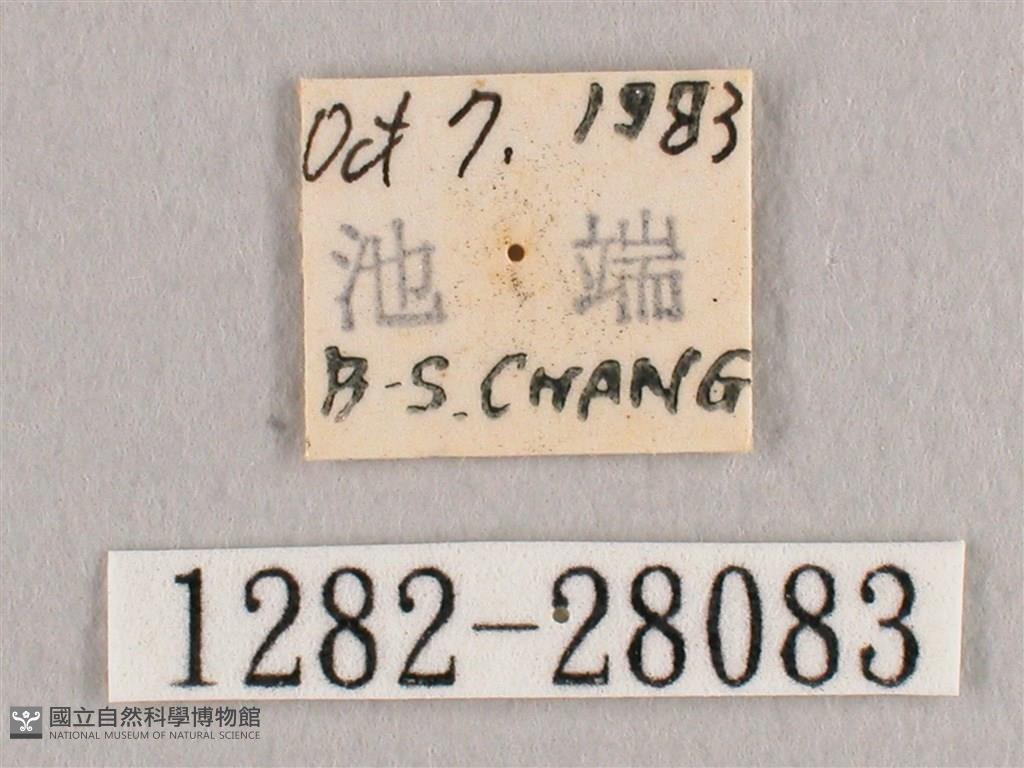 Oct 7. 1983
池 端
B-S. CHANG
1282-28083
國立自然科學博物館
NATIONAL MUSEUM OF NATURAL SCIENCE